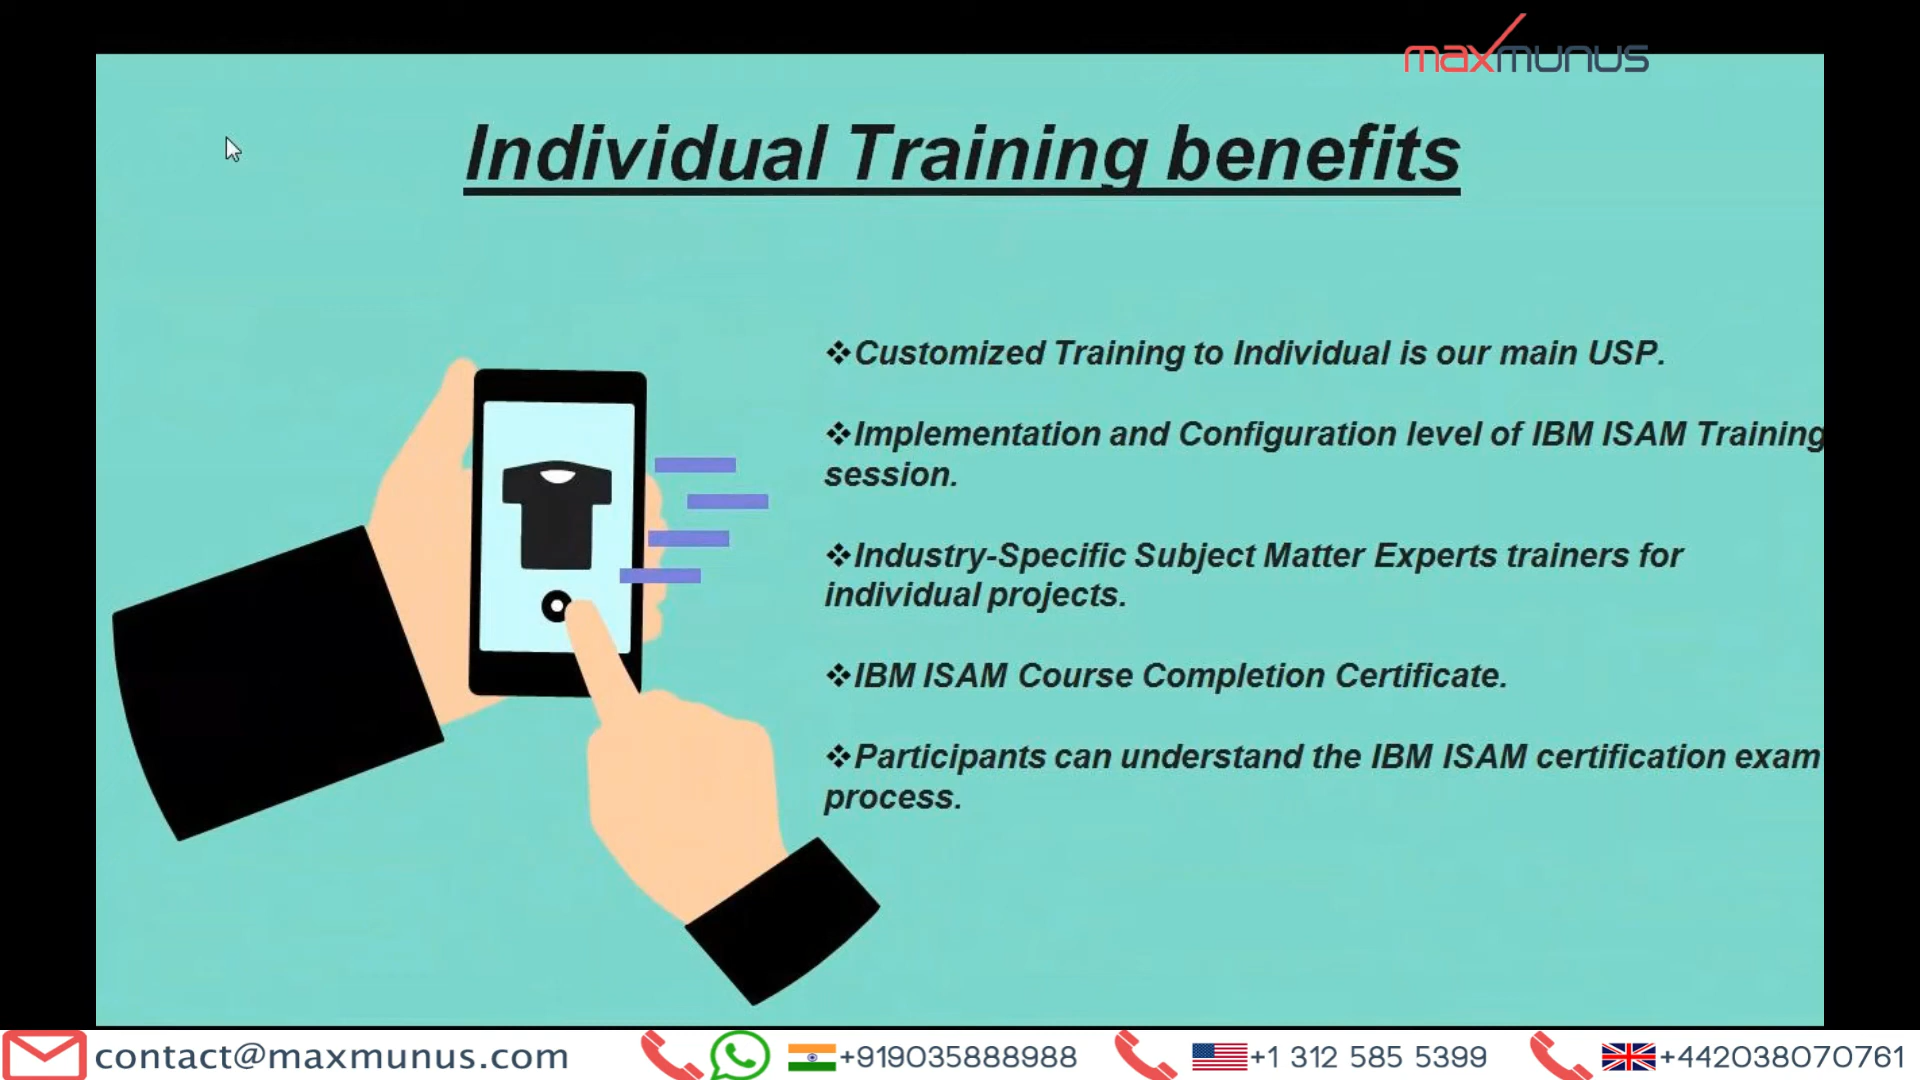 maxmunus
Individual Training benefits
❖Customized Training to Individual is our main USP.
❖Implementation and Configuration level of IBM ISAM Training
session.
❖Industry-Specific Subject Matter Experts trainers for
individual projects.
❖IBM ISAM Course Completion Certificate.
❖Participants can understand the IBM ISAM certification exam
process.
contact@maxmunus.com +919035888988 +1 312 585 5399 +442038070761